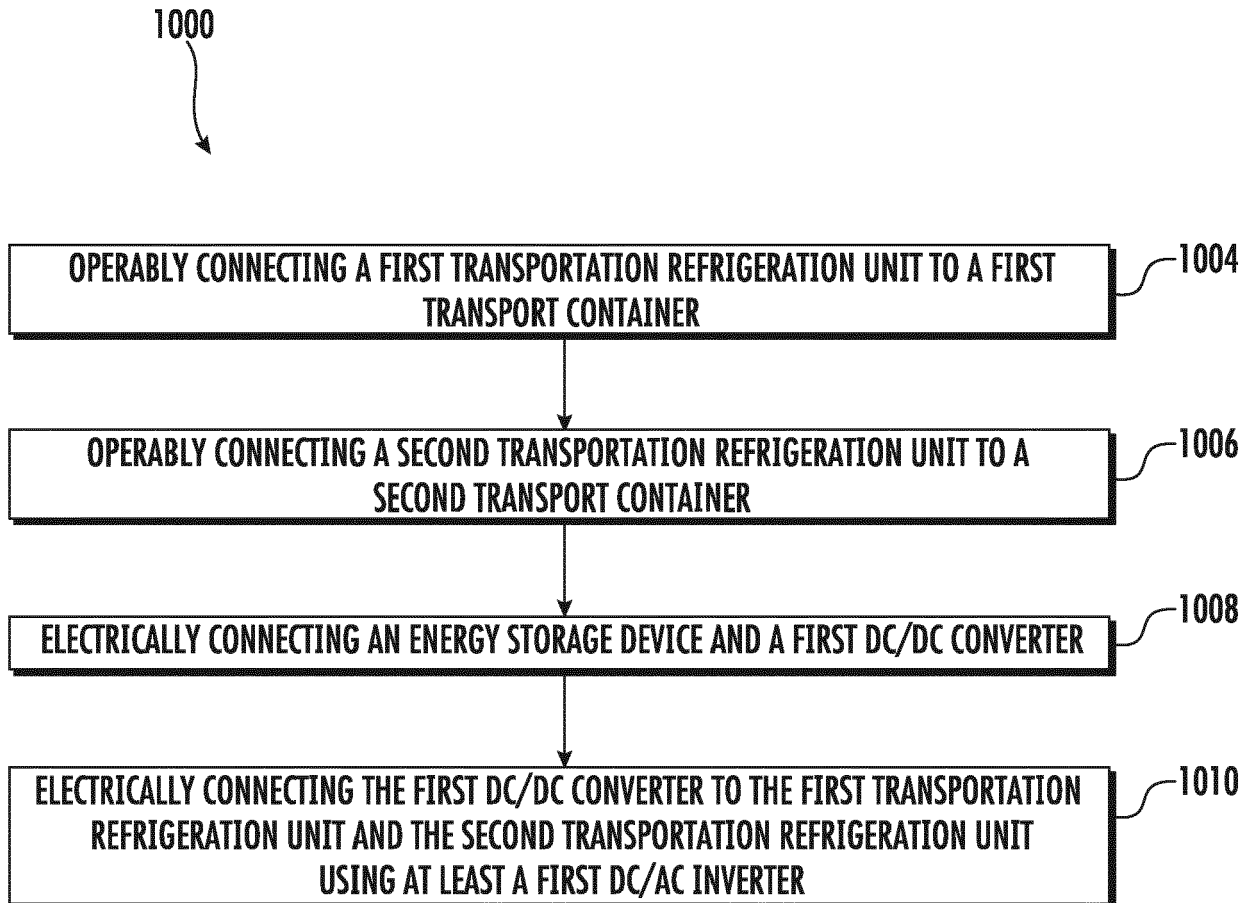 1000
OPERABLY CONNECTING A FIRST TRANSPORTATION REFRIGERATION UNIT TO A FIRST
TRANSPORT CONTAINER
1004
OPERABLY CONNECTING A SECOND TRANSPORTATION REFRIGERATION UNIT TO A
SECOND TRANSPORT CONTAINER
1006
ELECTRICALLY CONNECTING AN ENERGY STORAGE DEVICE AND A FIRST DC/DC CONVERTER
1008
ELECTRICALLY CONNECTING THE FIRST DC/DC CONVERTER TO THE FIRST TRANSPORTATION
REFRIGERATION UNIT AND THE SECOND TRANSPORTATION REFRIGERATION UNIT
USING AT LEAST A FIRST DC/AC INVERTER
1010